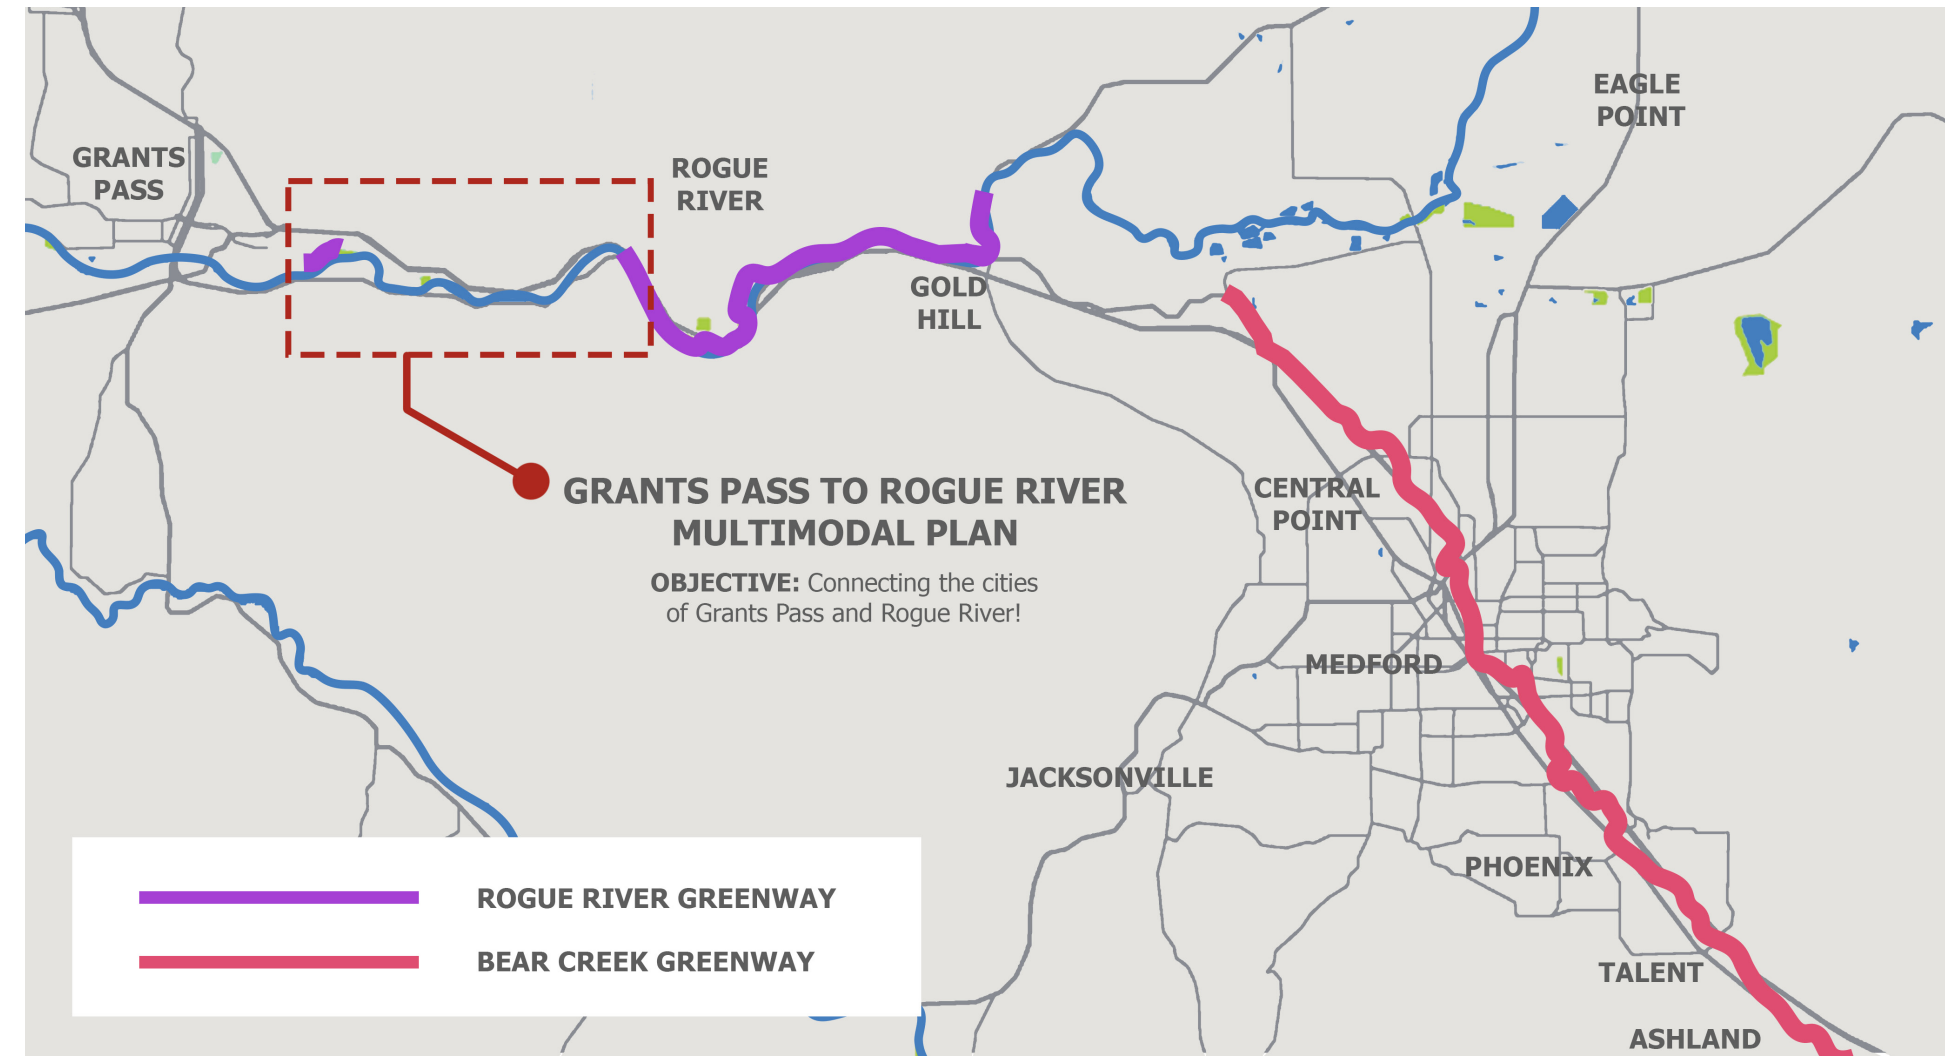 EAGLE
POINT
GRANTS
PASS
ROGUE
RIVER
GOLD
HILL
GRANTS PASS TO ROGUE RIVER
MULTIMODAL PLAN
OBJECTIVE: Connecting the cities
of Grants Pass and Rogue River!
CENTRAL
POINT
MEDFORD
JACKSONVILLE
PHOENIX
TALENT
ASHLAND
ROGUE RIVER GREENWAY
BEAR CREEK GREENWAY